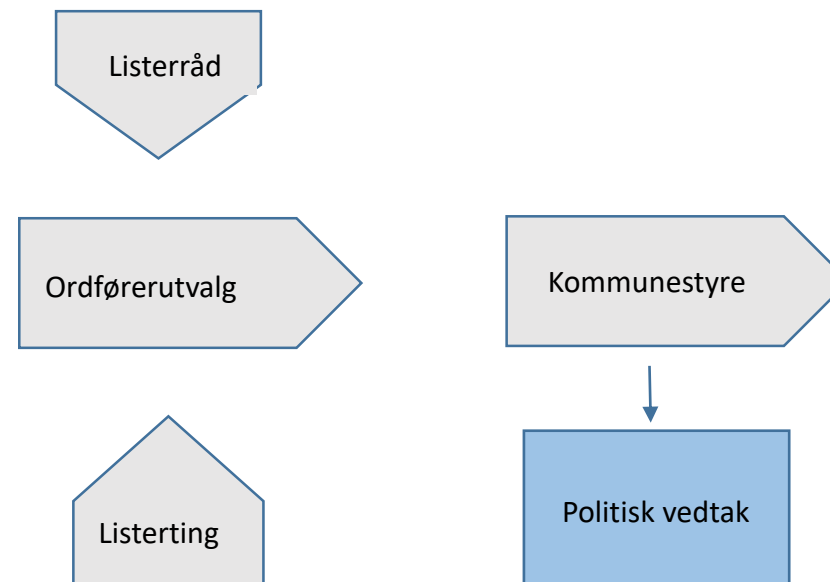 Listerråd
Ordførerutvalg
Kommunestyre
Listerting
Politisk vedtak